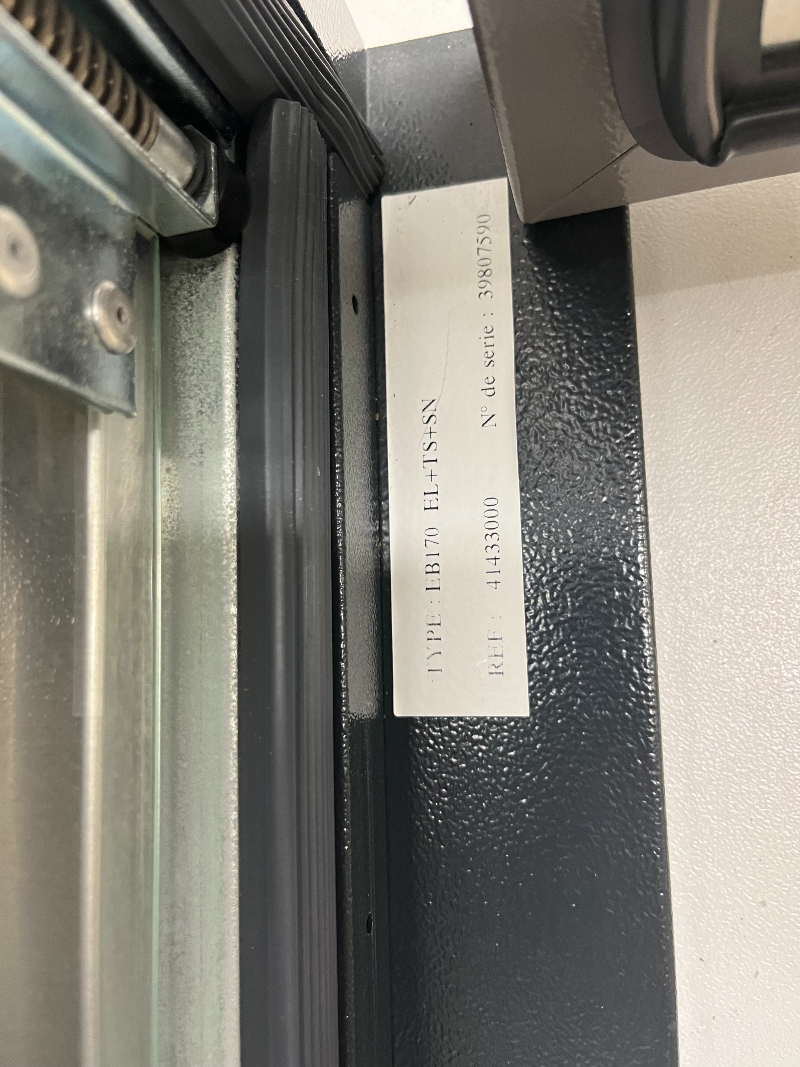 TYPE : EB170 EL+TS+SN
REF : 41433000 N° de serie : 39807590